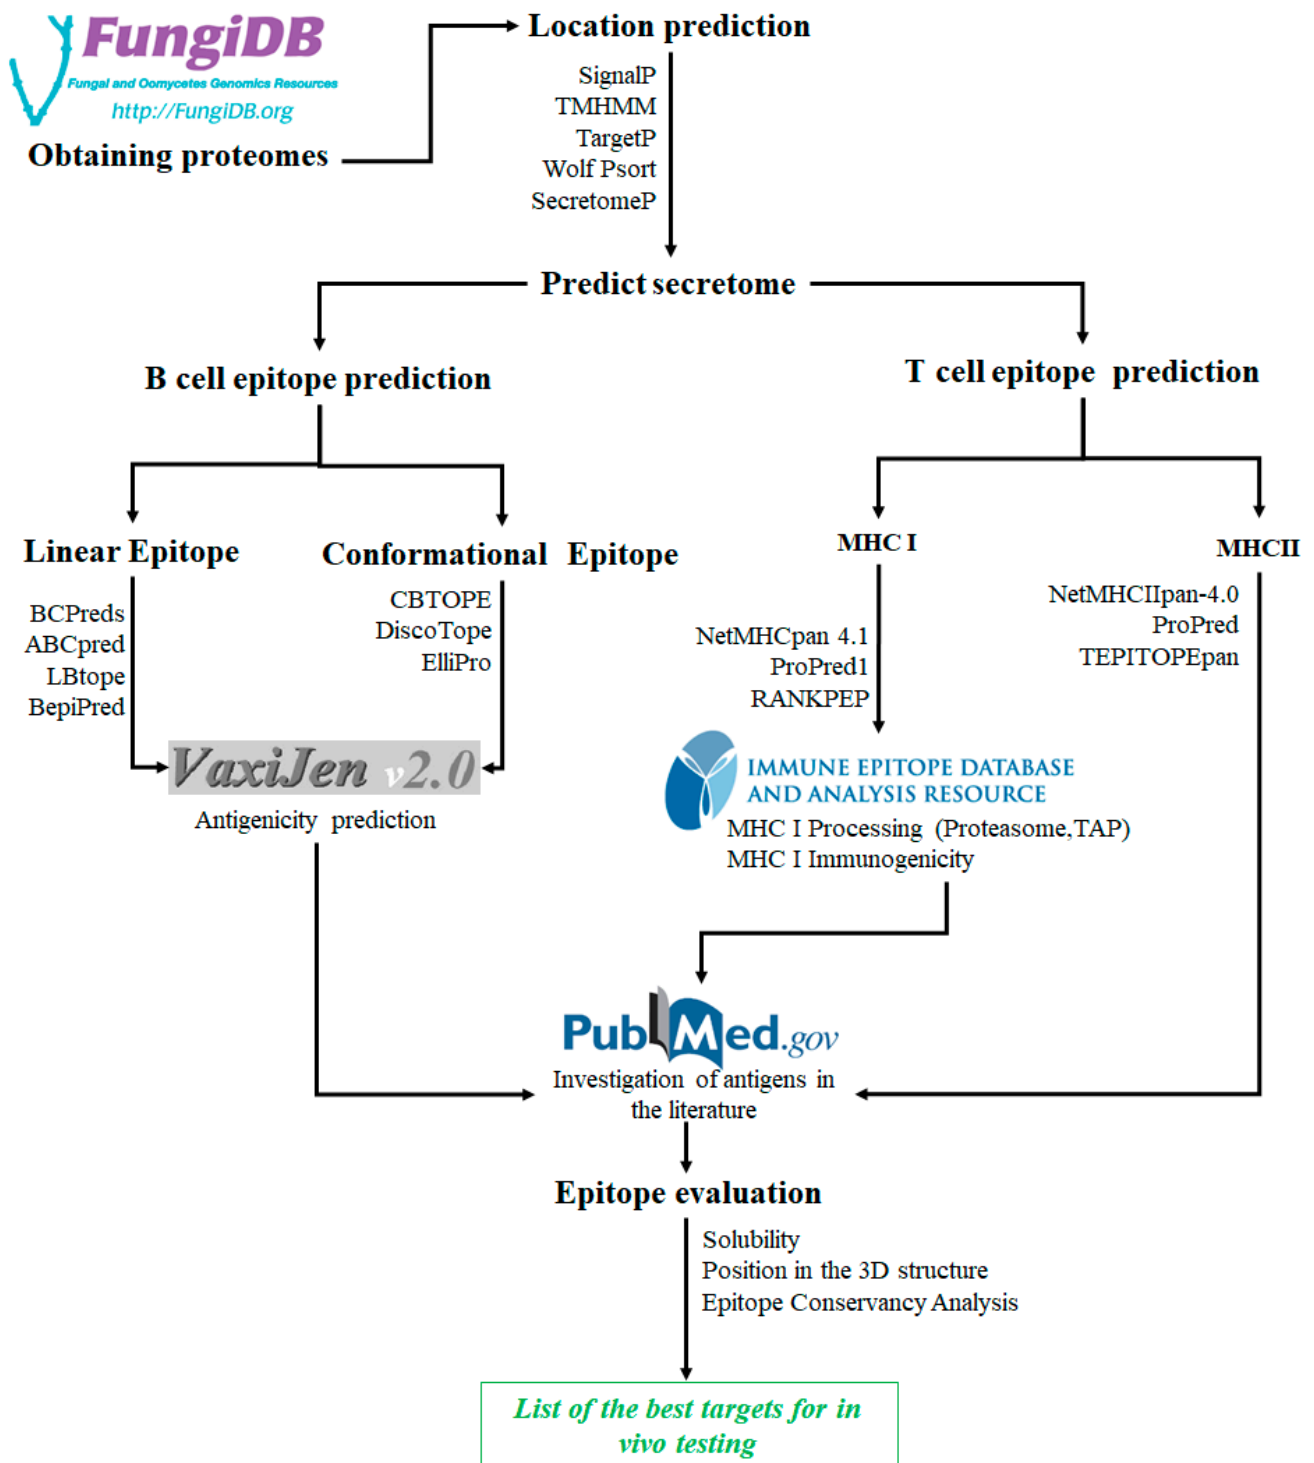 FungiDB
Fungal and Oomycetes Genomics Resources
http://FungiDB.org
Obtaining proteomes
Location prediction
SignalP
TMHMM
TargetP
Wolf Psort
SecretomeP
Predict secretome
B cell epitope prediction
T cell epitope prediction
Linear Epitope
BCPreds
ABCpred
LBtope
BepiPred
Conformational Epitope
CBTOPE
DiscoTope
ElliPro
VaxiJen v2.0
Antigenicity prediction
MHC I
NetMHCpan 4.1
ProPred1
RANKPEP
MHCII
NetMHCIIpan-4.0
ProPred
TEPITOPEpan
IMMUNE EPITOPE DATABASE
AND ANALYSIS RESOURCE
MHC I Processing (Proteasome,TAP)
MHC I Immunogenicity
PubMed.gov
Investigation of antigens in
the literature
Epitope evaluation
Solubility
Position in the 3D structure
Epitope Conservancy Analysis
List of the best targets for in
vivo testing